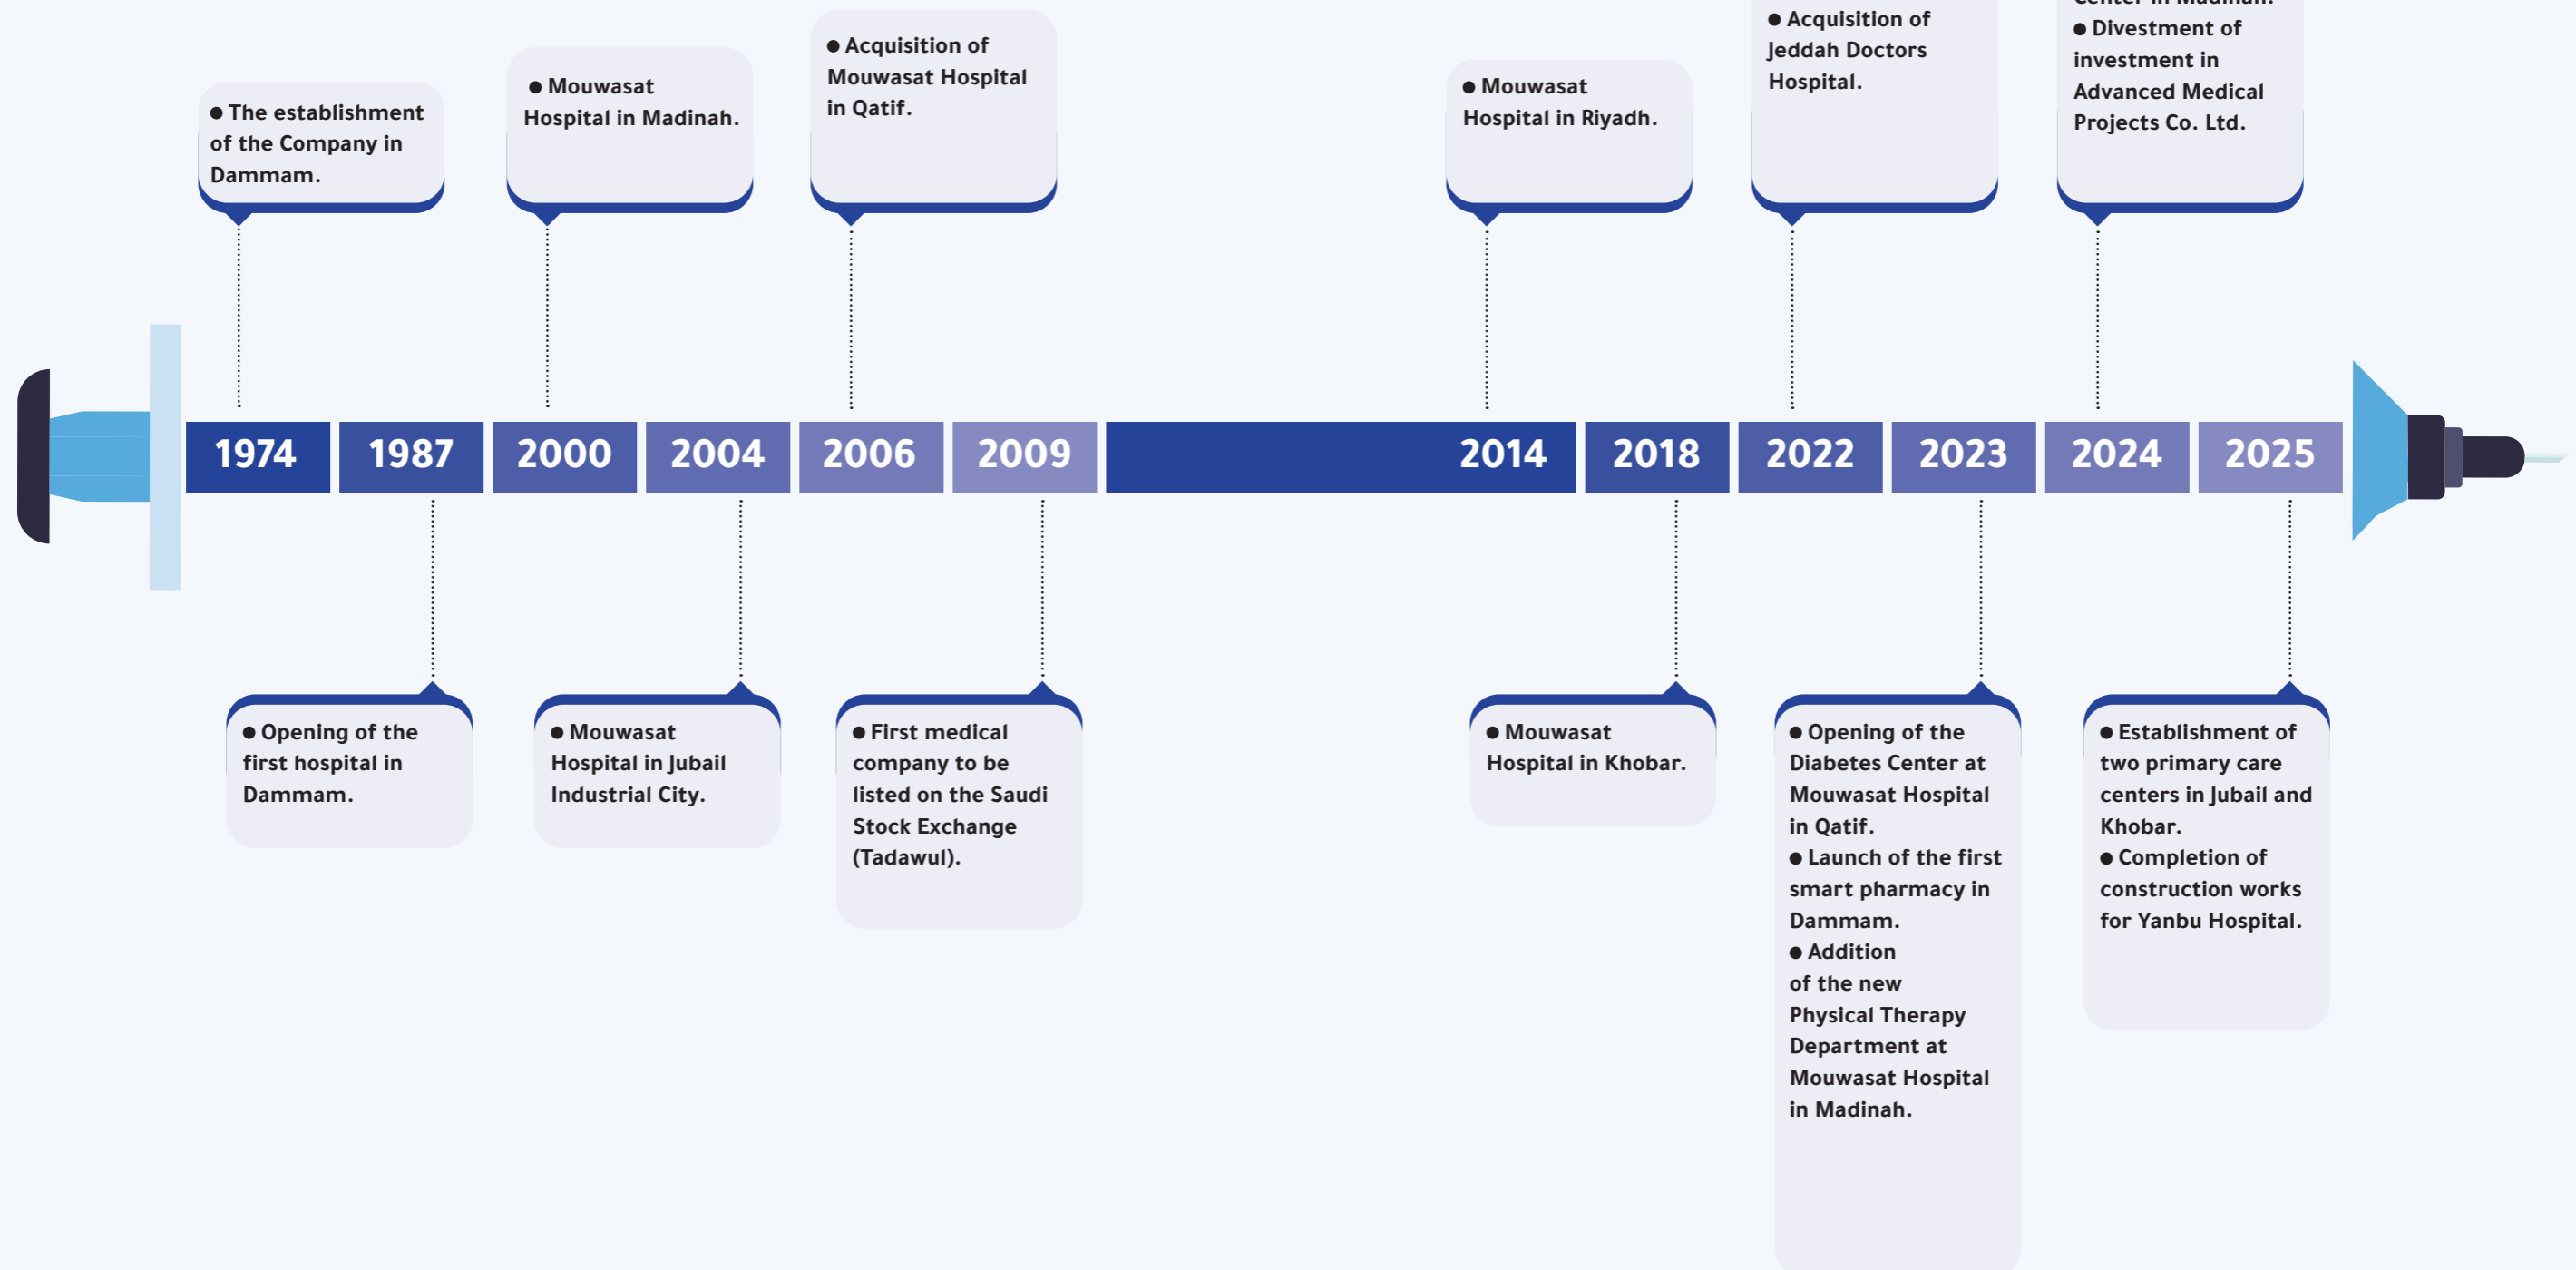 ● The establishment
of the Company in
Dammam.
● Mouwasat
Hospital in Madinah.
● Acquisition of
Mouwasat Hospital
in Qatif.
● Mouwasat
Hospital in Riyadh.
● Acquisition of
Jeddah Doctors
Hospital.
Center in Madinah.
● Divestment of
investment in
Advanced Medical
Projects Co. Ltd.
1974
1987
2000
2004
2006
2009
2014
2018
2022
2023
2024
2025
● Opening of the
first hospital in
Dammam.
● Mouwasat
Hospital in Jubail
Industrial City.
● First medical
company to be
listed on the Saudi
Stock Exchange
(Tadawul).
● Mouwasat
Hospital in Khobar.
● Opening of the
Diabetes Center at
Mouwasat Hospital
in Qatif.
● Launch of the first
smart pharmacy in
Dammam.
● Addition
of the new
Physical Therapy
Department at
Mouwasat Hospital
in Madinah.
● Establishment of
two primary care
centers in Jubail and
Khobar.
● Completion of
construction works
for Yanbu Hospital.